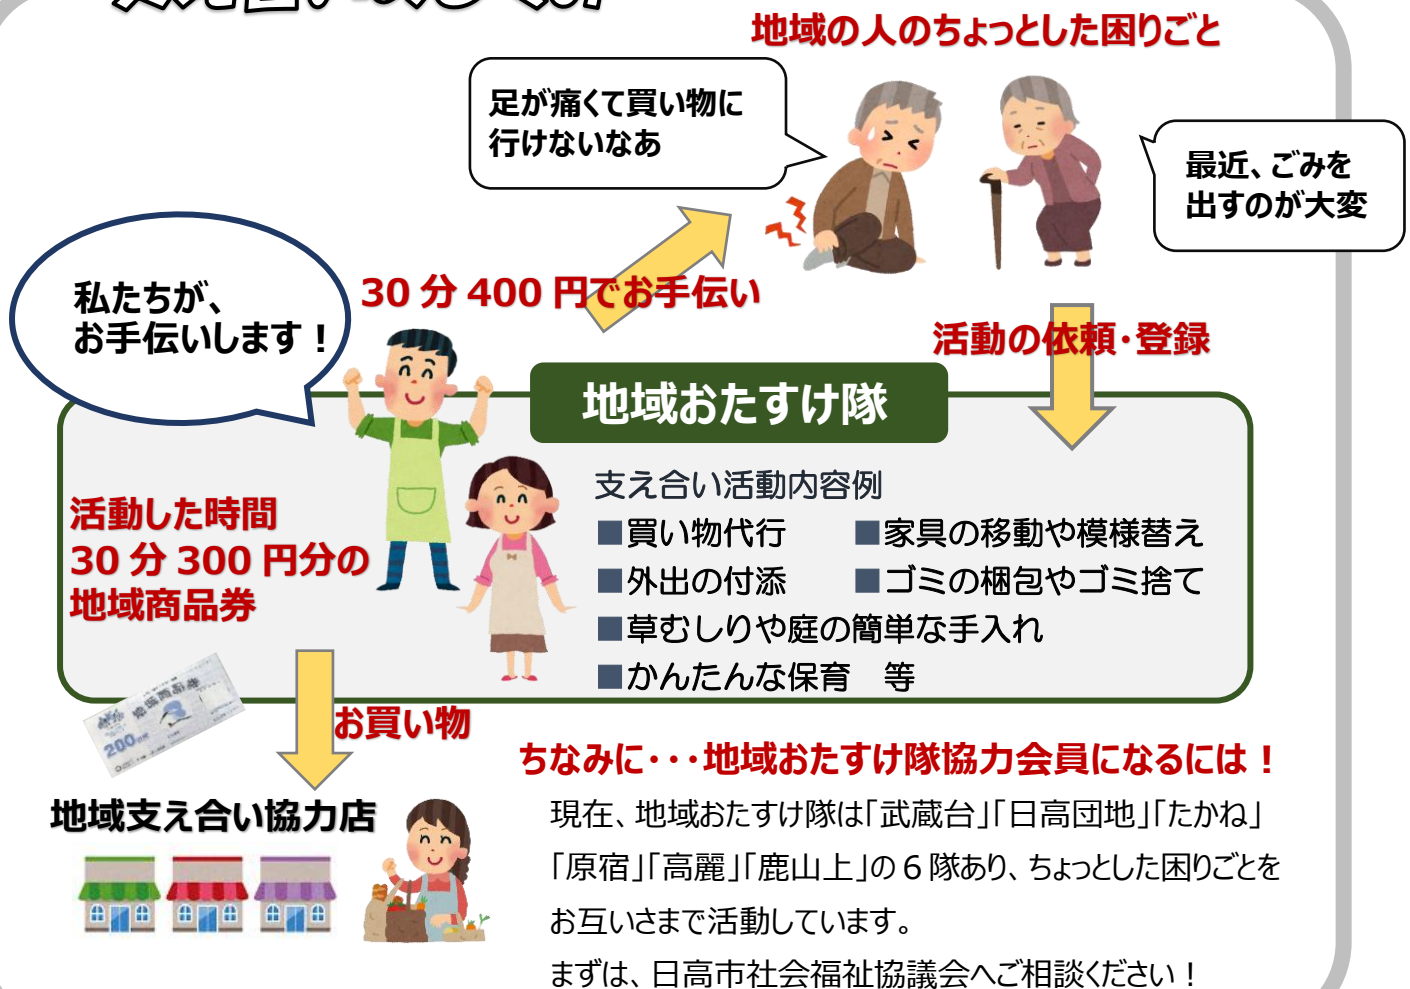 地域の人のちょっとした困りごと
足が痛くて買い物に
行けないなあ
最近、ごみを
出すのが大変
私たちが、
お手伝いします！
30分400円でお手伝い
活動の依頼・登録
地域おたすけ隊
活動した時間
30分300円分の
地域商品券
支え合い活動内容例
■買い物代行　■家具の移動や模様替え
■外出の付添　■ゴミの梱包やゴミ捨て
■草むしりや庭の簡単な手入れ
■かんたんな保育　等
200
お買い物
地域支え合い協力店
ちなみに・・・地域おたすけ隊協力会員になるには！
現在、地域おたすけ隊は「武蔵台」「日高団地」「たかね」
「原宿」「高麗」「鹿山上」の６隊あり、ちょっとした困りごとを
お互いさまで活動しています。
まずは、日高市社会福祉協議会へご相談ください！